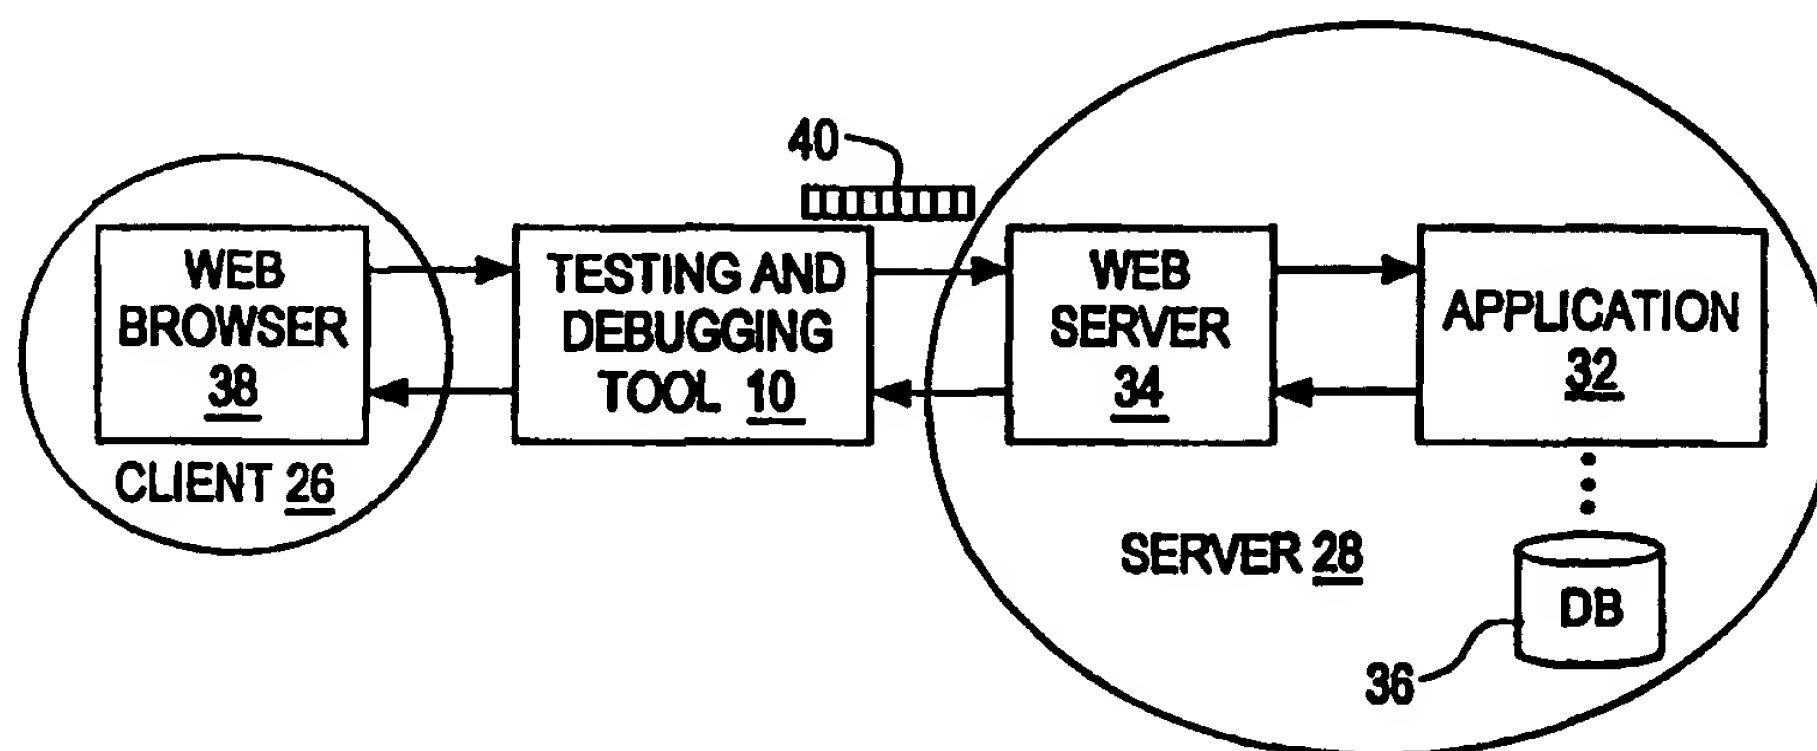 40
WEB
BROWSER
38
CLIENT 26
TESTING AND
DEBUGGING
TOOL 10
WEB
SERVER
34
APPLICATION
32
SERVER 28
DB
36